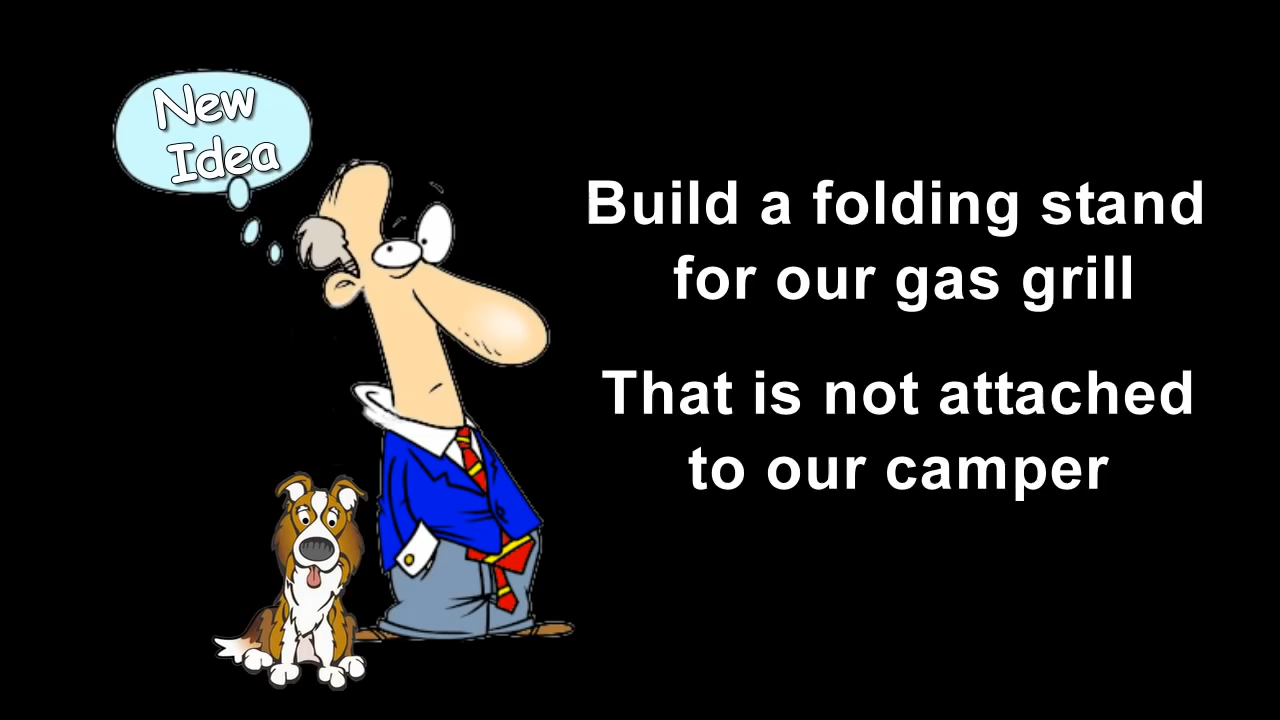 New
Idea
Build a folding stand
for our gas grill
That is not attached
to our camper